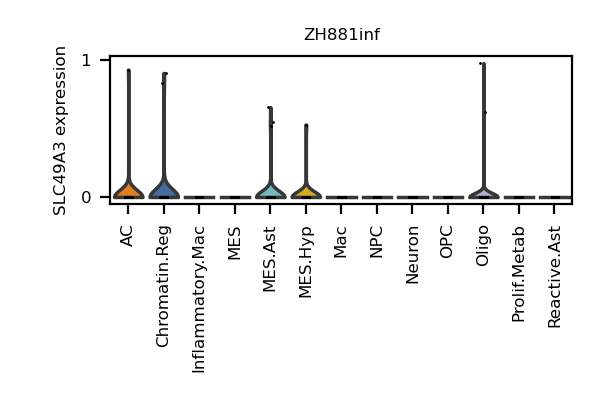 ZH881inf
SLC49A3 expression
1
0
AC
Chromatin.Reg
Inflammatory.Mac
MES
MES.Ast
MES.Hyp
Mac
NPC
Neuron
OPC
Oligo
Prolif.Metab
Reactive.Ast